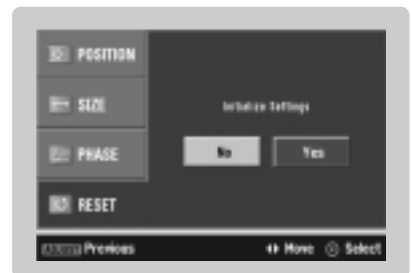 POSITION
SIZE
Initialize Settings
PHASE
No Yes
RESET
Previous
Move
Select